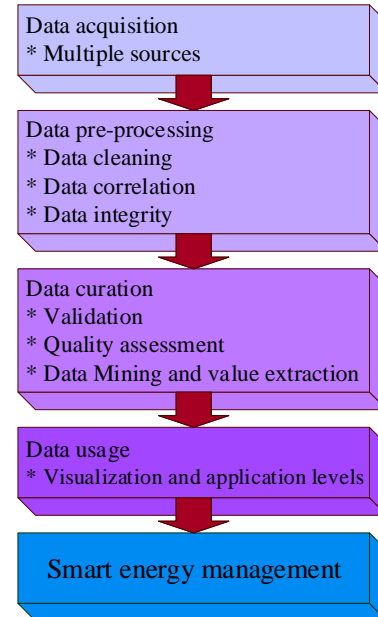 Data acquisition
* Multiple sources
Data pre-processing
* Data cleaning
* Data correlation
* Data integrity
Data curation
* Validation
* Quality assessment
* Data Mining and value extraction
Data usage
* Visualization and application levels
Smart energy management